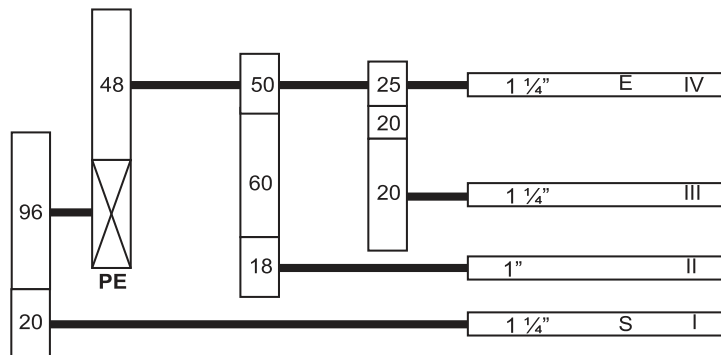 48 50 25 1 ¼” E IV
20
96 60 20 1 ¼” III
PE 18 1” II
20 1 ¼” S I